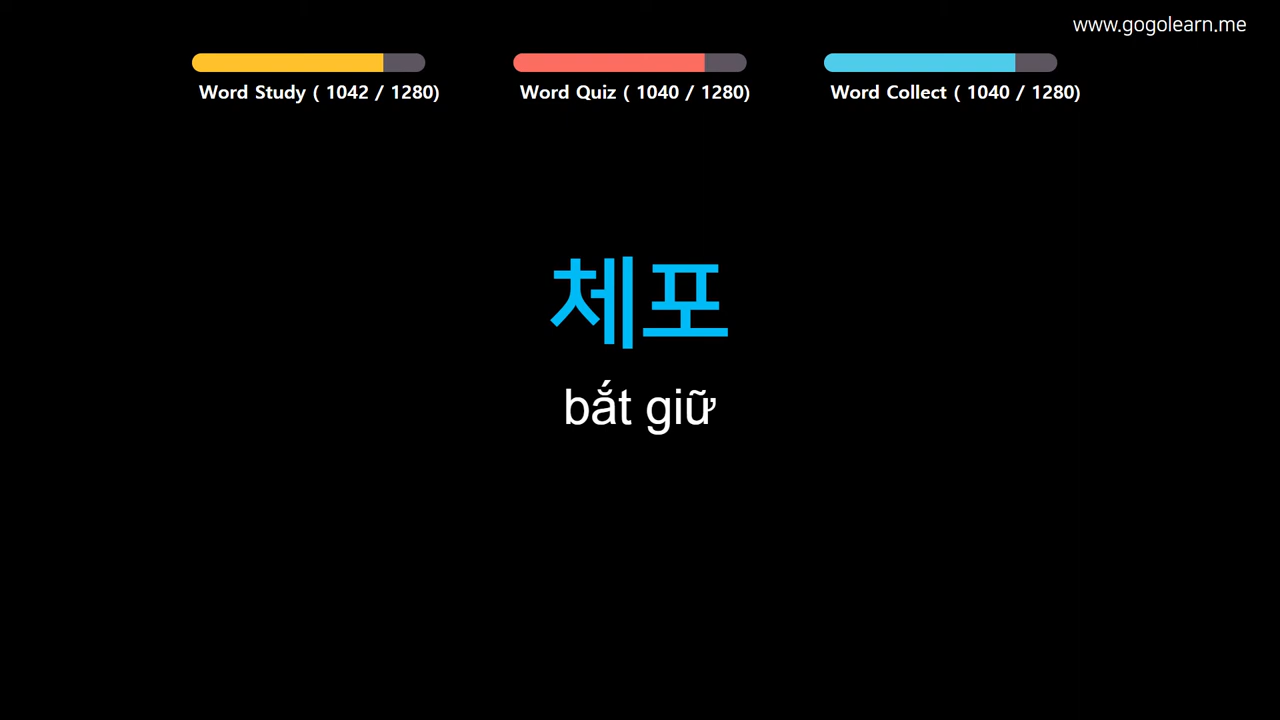 www.gogolearn.me
Word Study ( 1042 / 1280)
Word Quiz ( 1040 / 1280)
Word Collect ( 1040 / 1280)
체포
bắt giữ